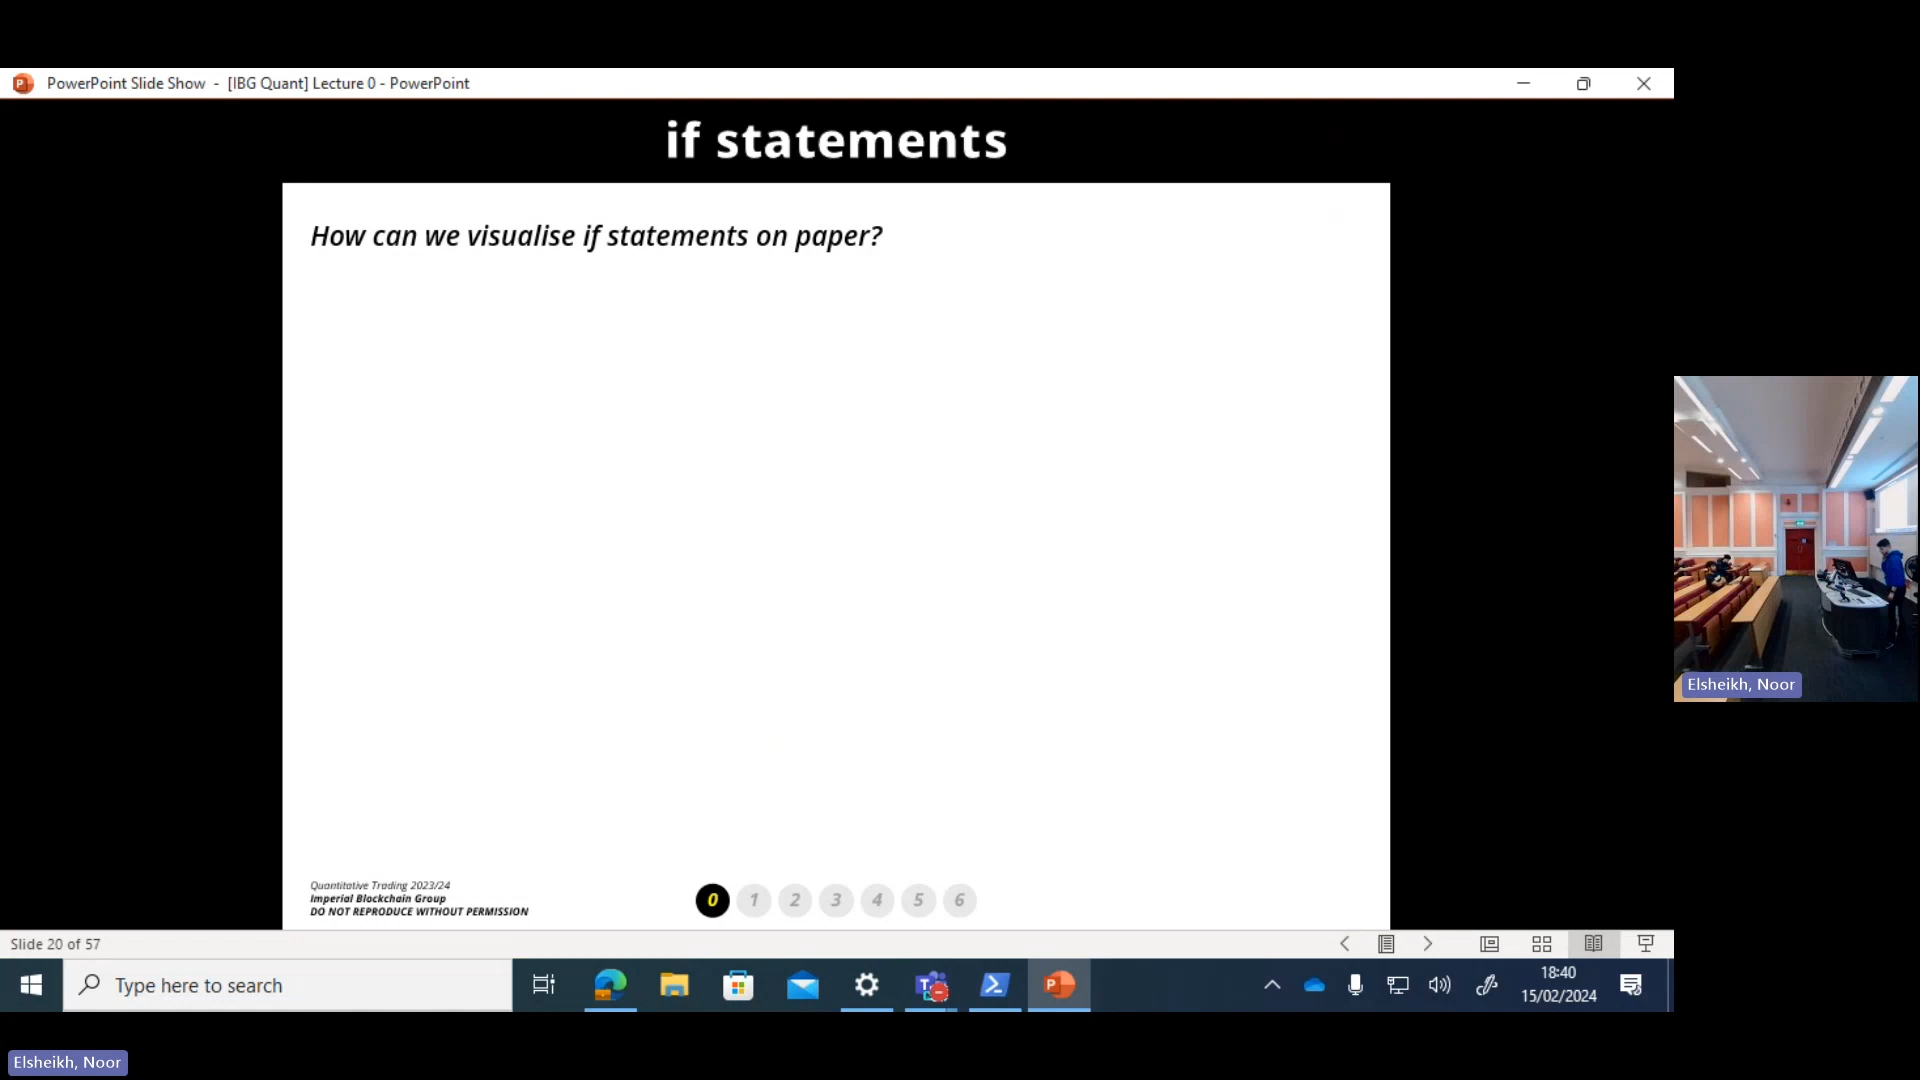 PowerPoint Slide Show - [IBG Quant] Lecture 0 - PowerPoint
if statements
How can we visualise if statements on paper?
Quantitative Trading 2023/24
Imperial Blockchain Group
DO NOT REPRODUCE WITHOUT PERMISSION
0 1 2 3 4 5 6
Elsheikh, Noor
Slide 20 of 57
Type here to search
18:40
15/02/2024
Elsheikh, Noor